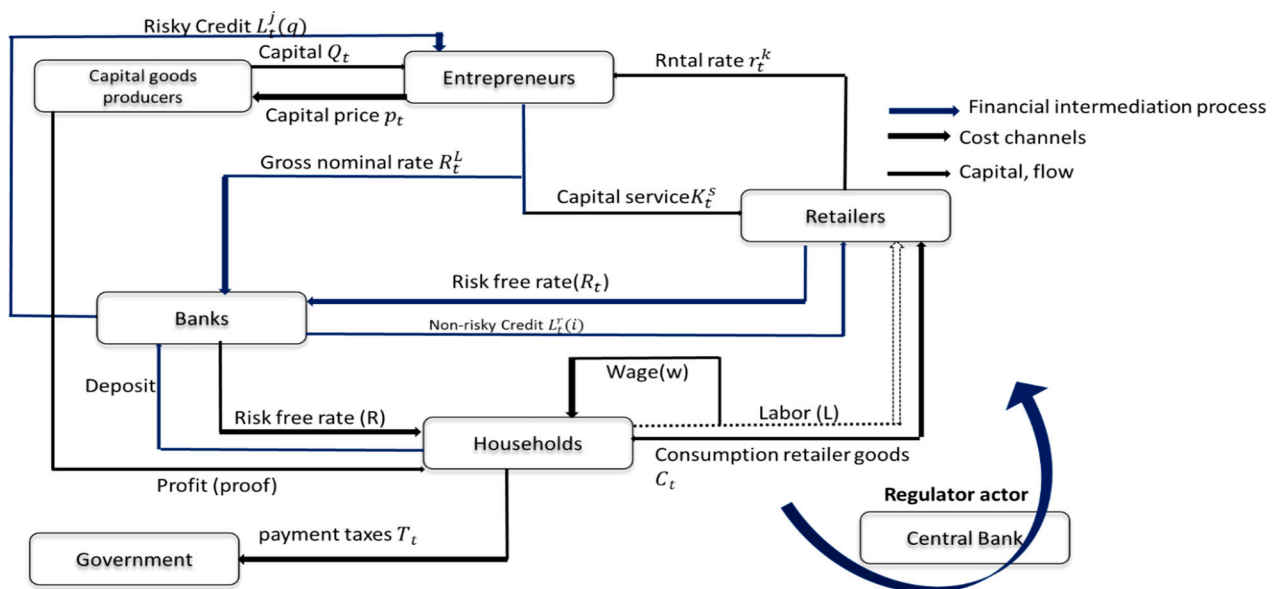 Risky Credit $L_t^j(q)$
Capital $Q_t$
Capital goods
producers
Entrepreneurs
Rntal rate $r_t^k$
Capital price $p_t$
Financial intermediation process
Cost channels
Capital, flow
Gross nominal rate $R_t^L$
Capital service$K_t^s$
Retailers
Risk free rate($R_t$)
Banks
Non-risky Credit $L_t^r(i)$
Deposit
Wage(w)
Risk free rate (R)
Labor (L)
Households
Consumption retailer goods
$C_t$
Profit (proof)
Regulator actor
payment taxes $T_t$
Central Bank
Government